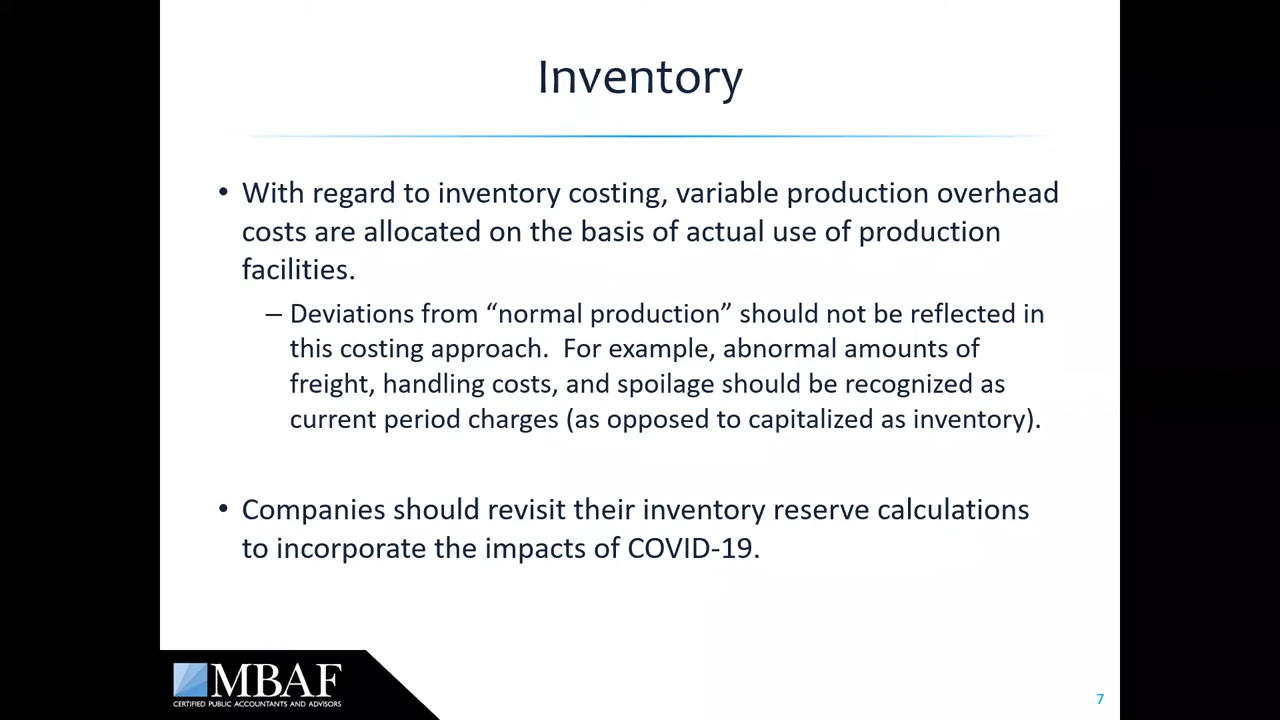 Inventory
• With regard to inventory costing, variable production overhead
costs are allocated on the basis of actual use of production
facilities.
– Deviations from “normal production” should not be reflected in
this costing approach.  For example, abnormal amounts of
freight, handling costs, and spoilage should be recognized as
current period charges (as opposed to capitalized as inventory).
• Companies should revisit their inventory reserve calculations
to incorporate the impacts of COVID-19.
MBAF
CERTIFIED PUBLIC ACCOUNTANTS AND ADVISORS
7